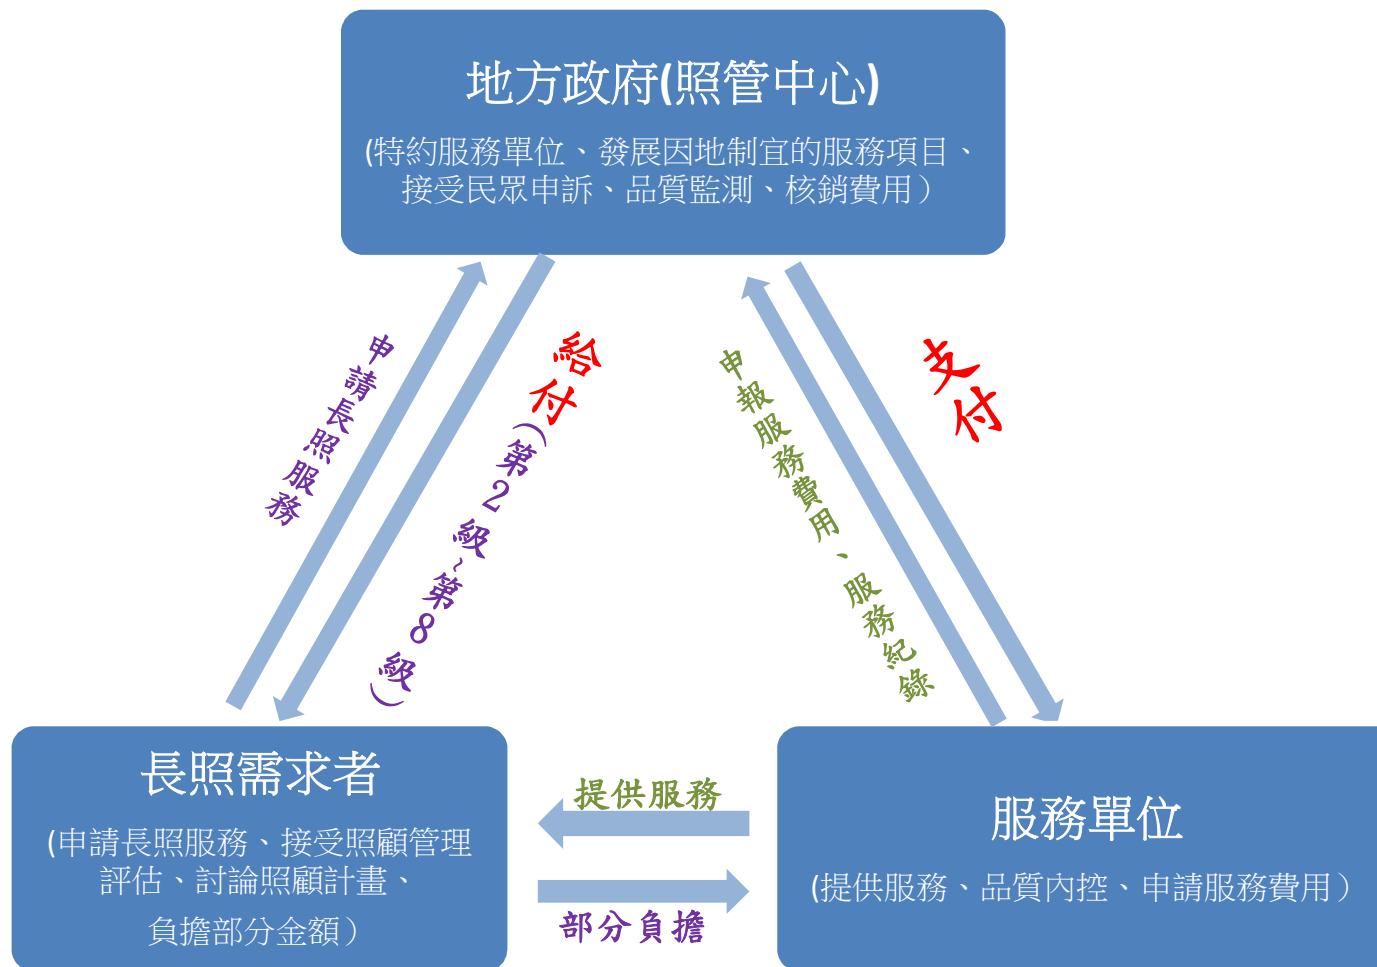 地方政府(照管中心)
(特約服務單位、發展因地制宜的服務項目、
接受民眾申訴、品質監測、核銷費用）
申請長照服務
給付(第2級~第8級)
申報服務費用、服務紀錄
支付
長照需求者
(申請長照服務、接受照顧管理
評估、討論照顧計畫、
負擔部分金額）
提供服務
部分負擔
服務單位
(提供服務、品質內控、申請服務費用）